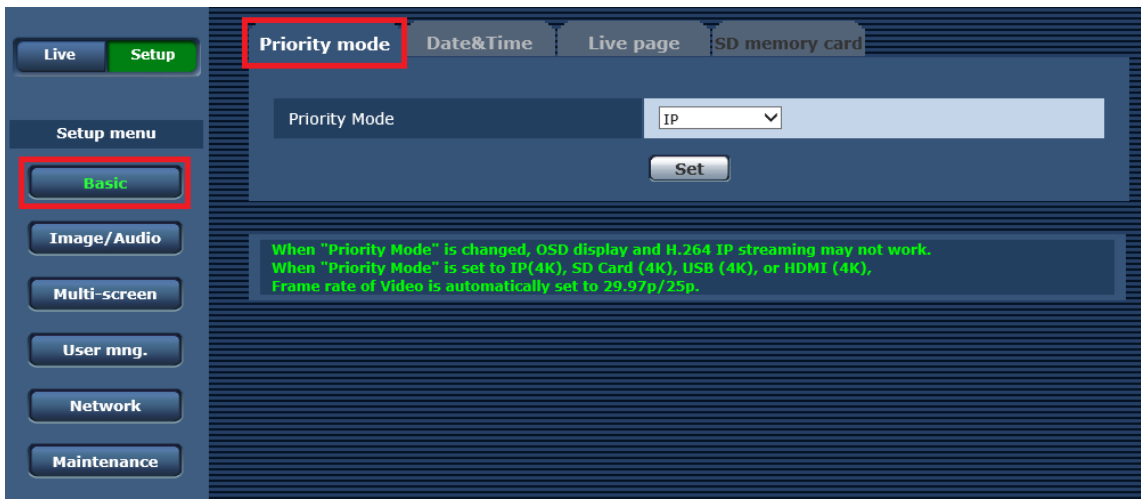 Live
Setup
Priority mode
Date&Time
Live page
SD memory card
Setup menu
Basic
Image/Audio
Multi-screen
User mng.
Network
Maintenance
Priority Mode
IP
Set
When "Priority Mode" is changed, OSD display and H.264 IP streaming may not work.
When "Priority Mode" is set to IP(4K), SD Card (4K), USB (4K), or HDMI (4K),
Frame rate of Video is automatically set to 29.97p/25p.